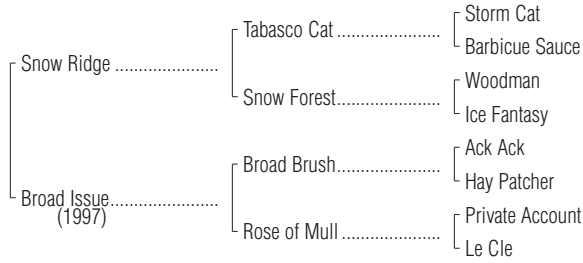 Storm Cat
Tabasco Cat ........................
Barbicue Sauce
Snow Ridge ........................
Woodman
Snow Forest........................
Ice Fantasy
Ack Ack
Broad Brush........................
Hay Patcher
Broad Issue........................
(1997)
Private Account
Rose of Mull ........................
Le Cle